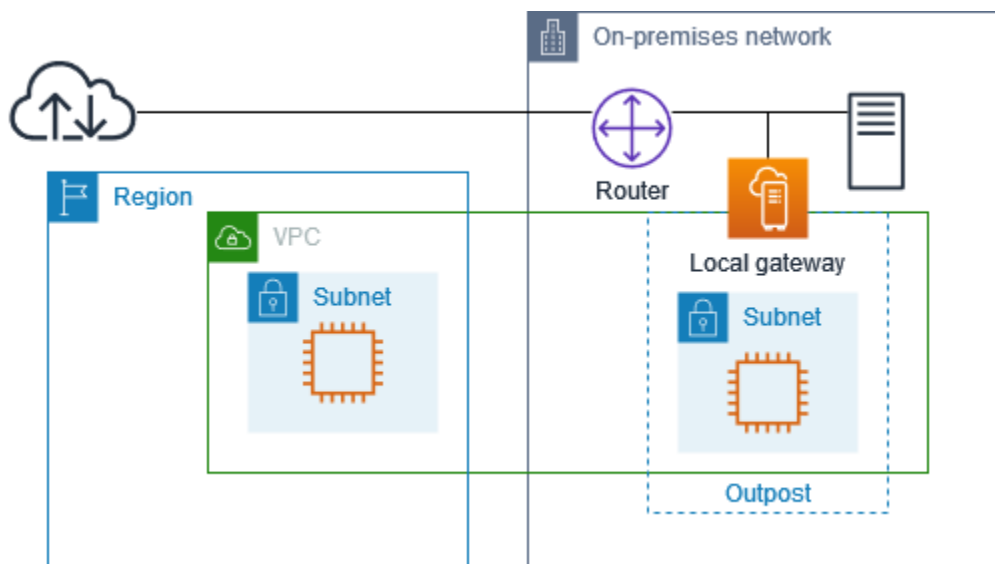 On-premises network
Router
Region
VPC
Local gateway
Subnet
Subnet
Outpost